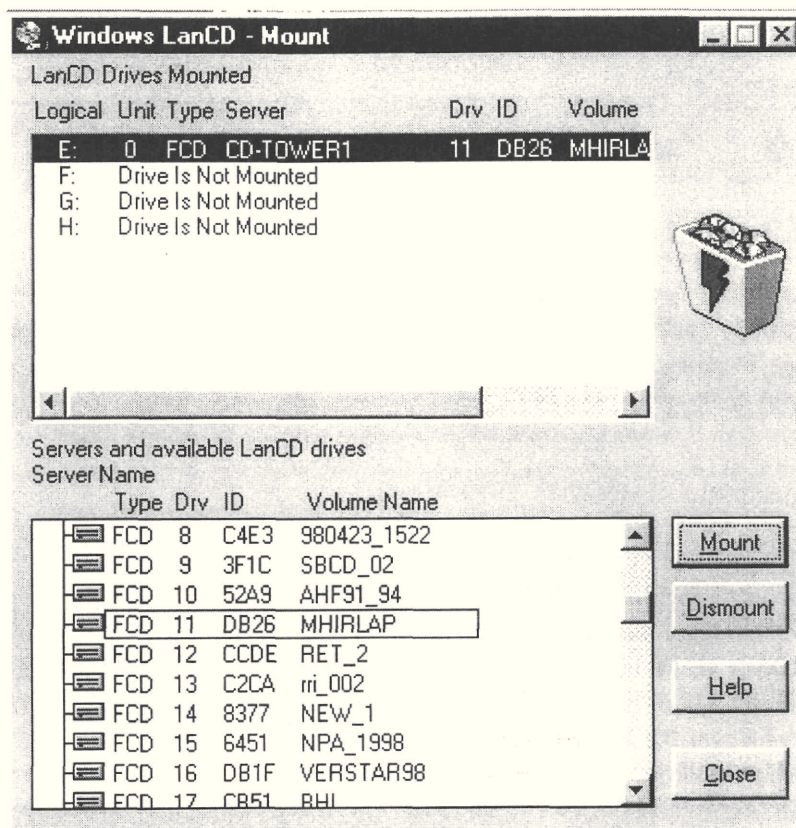 Windows LanCD - Mount
LanCD Drives Mounted
Logical Unit Type Server Drv ID Volume
E: 0 FCD CD-TOWER1 11 DB26 MHIRLA
F: Drive Is Not Mounted
G: Drive Is Not Mounted
H: Drive Is Not Mounted
Servers and available LanCD drives
Server Name
Type Drv ID Volume Name
FCD 8 C4E3 980423_1522
FCD 9 3F1C SBCD_02
FCD 10 52A9 AHF91_94
FCD 11 DB26 MHIRLAP
FCD 12 CCDE RET_2
FCD 13 C2CA rri_002
FCD 14 8377 NEW_1
FCD 15 6451 NPA_1998
FCD 16 DB1F VERSTAR98
FCD 17 CB51 BHI
Mount
Dismount
Help
Close